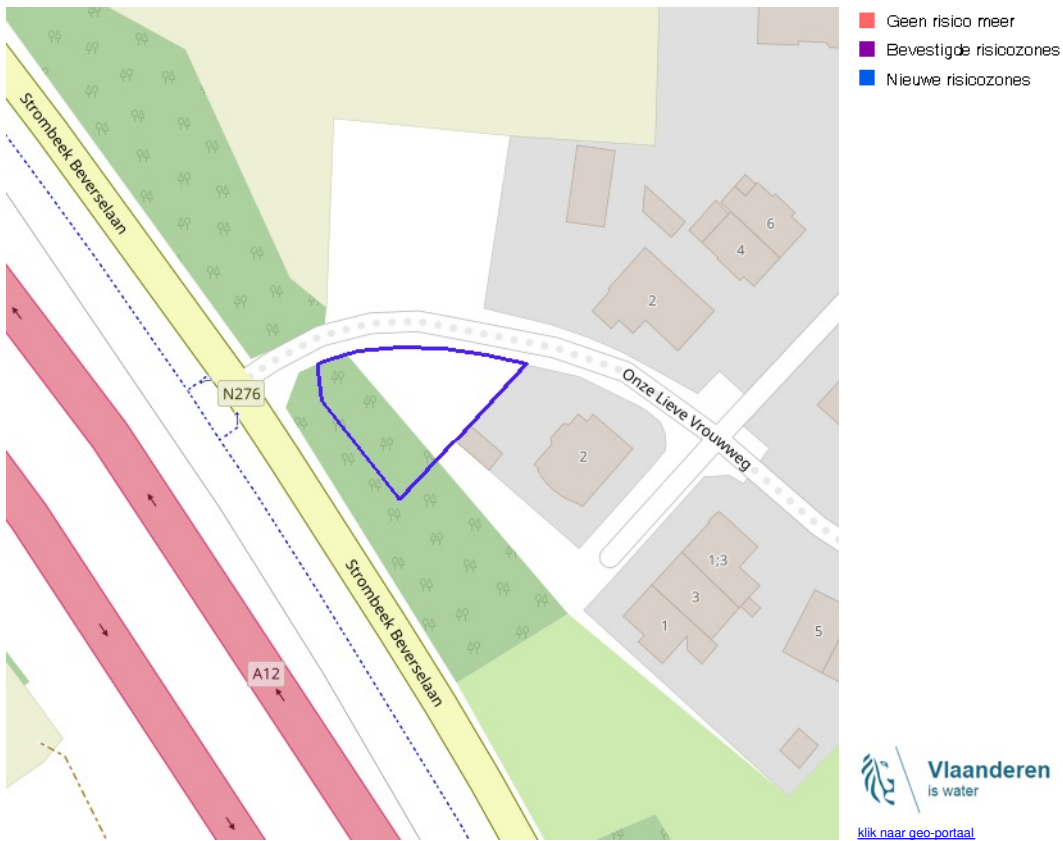 Geen risico meer
Bevestigde risicozones
Nieuwe risicozones
Strombeek Beverselaan
6
4
2
N276
Onze Lieve Vrouwweg
2
1;3
3
1
5
Strombeek Beverselaan
A12
Vlaanderen
is water
klik naar geo-portaal